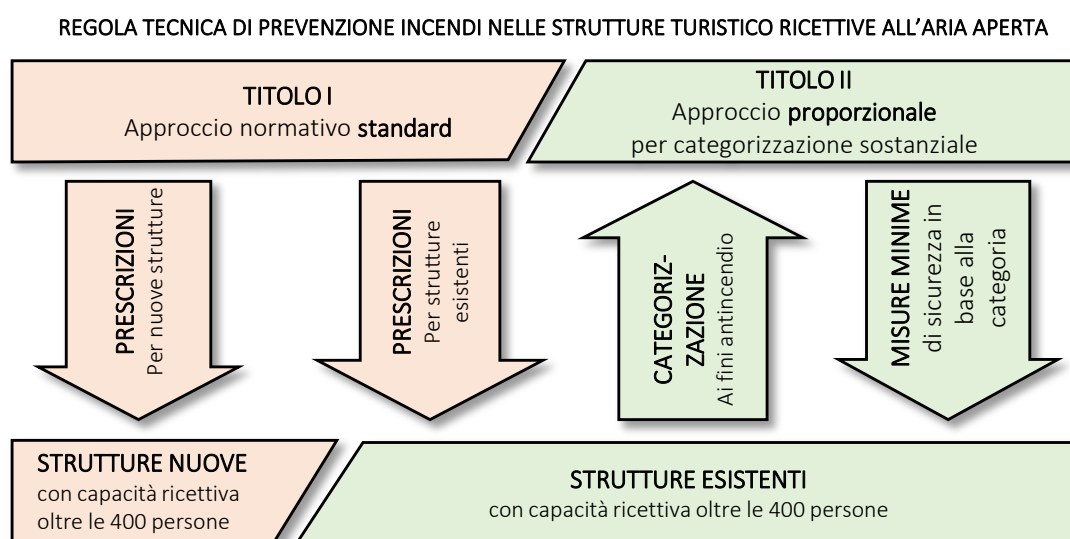 REGOLA TECNICA DI PREVENZIONE INCENDI NELLE STRUTTURE TURISTICO RICETTIVE ALL'ARIA APERTA
TITOLO I
Approccio normativo standard
TITOLO II
Approccio proporzionale
per categorizzazione sostanziale
PRESCRIZIONI
Per nuove strutture
PRESCRIZIONI
Per strutture
esistenti
CATEGORIZ-
ZAZIONE
Ai fini antincendio
MISURE MINIME
di sicurezza in
base alla
categoria
STRUTTURE NUOVE
con capacità ricettiva
oltre le 400 persone
STRUTTURE ESISTENTI
con capacità ricettiva oltre le 400 persone